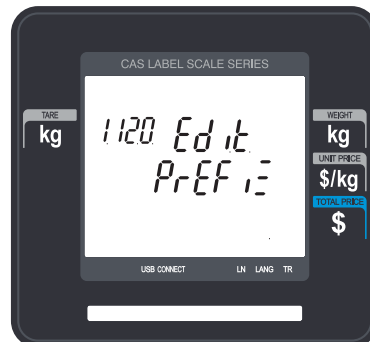 CAS LABEL SCALE SERIES
TARE
kg
1120 Edit
PrEFiX
WEIGHT
kg
UNIT PRICE
$/kg
TOTAL PRICE
$
USB CONNECT LN LANG TR